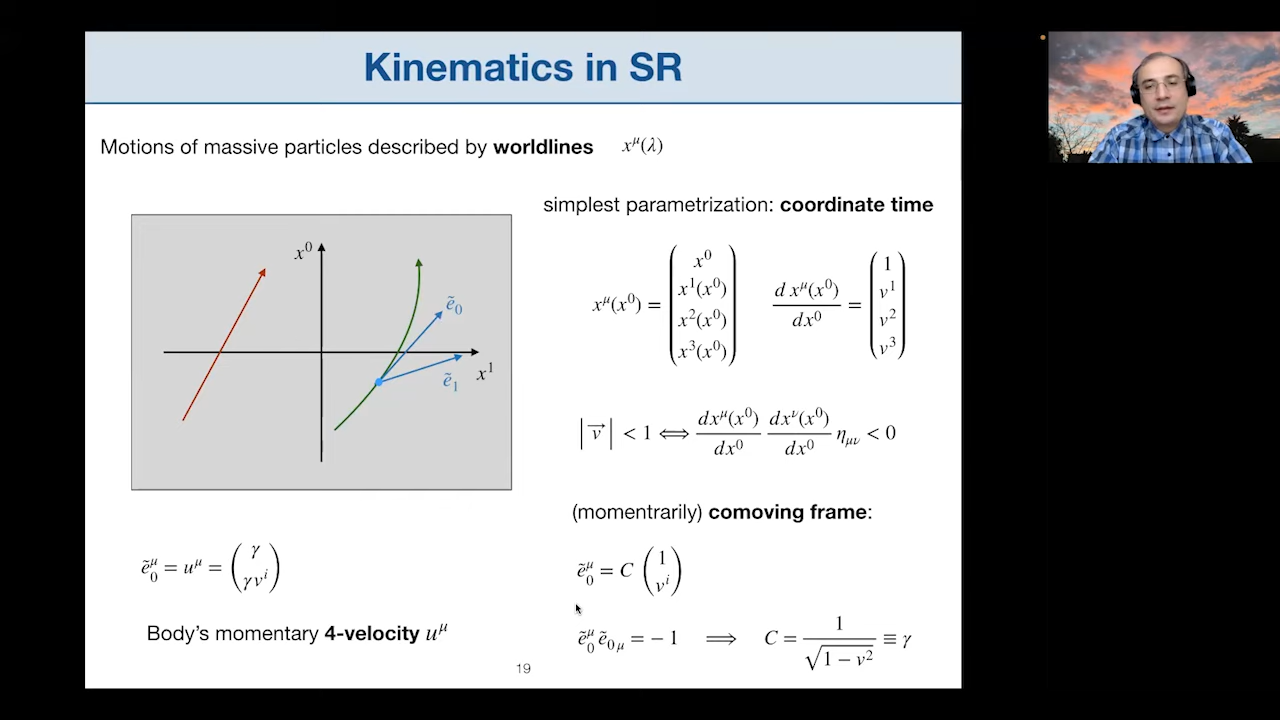 Kinematics in SR
Motions of massive particles described by worldlines x^μ(λ)
simplest parametrization: coordinate time
x^0
x^1
ẽ_0
ẽ_1
x^μ(x^0) = ( x^0 x^1(x^0) x^2(x^0) x^3(x^0) )
d x^μ(x^0) / dx^0 = ( 1 v^1 v^2 v^3 )
|v⃗| < 1 ⟺ dx^μ(x^0)/dx^0 dx^ν(x^0)/dx^0 η_μν < 0
(momentrarily) comoving frame:
ẽ_0^μ = u^μ = ( γ γv^i )
ẽ_0^μ = C ( 1 v^i )
Body's momentary 4-velocity u^μ
ẽ_0^μ ẽ_0μ = − 1 ⟹ C = 1/√(1 − v^2) ≡ γ
19